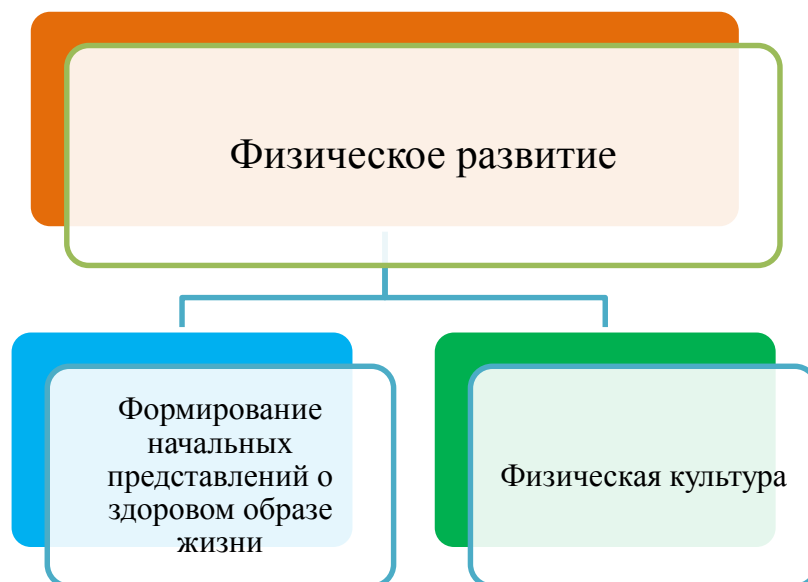 Физическое развитие
Формирование
начальных
представлений о
здоровом образе
жизни
Физическая культура